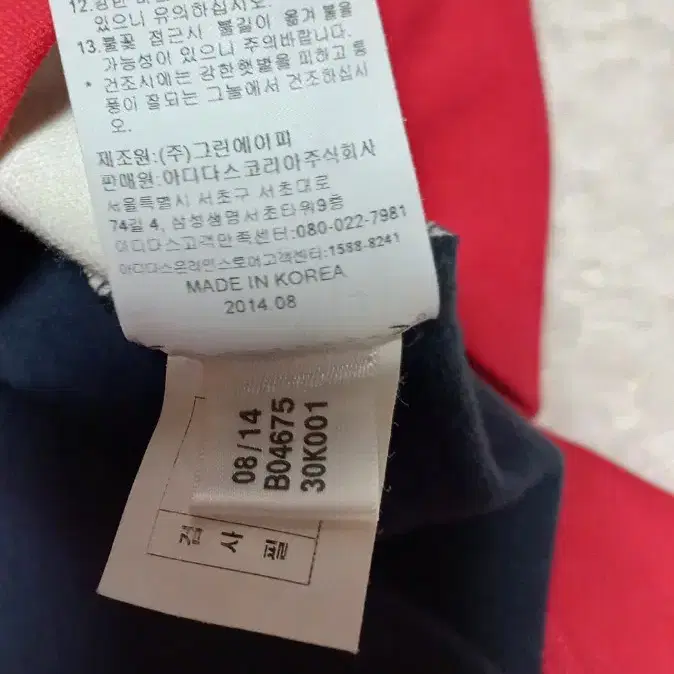 있으니 유의하십시오.
13.불꽃 접근시 불길이 옮겨 붙을
가능성이 있으니 주의바랍니다.
* 건조시에는 강한햇볕을 피하고 통
풍이 잘되는 그늘에서 건조하십시
오.
제조원:(주)그린에이피
판매원:아디다스코리아주식회사
서울특별시 서초구 서초대로
74길 4, 삼성생명서초타워9층
아디다스고객만족센터:080-022-7981
아디다스온라인스토어고객센터:1588-8241
MADE IN KOREA
2014.08
08/14
B04675
30K001
검 사 필